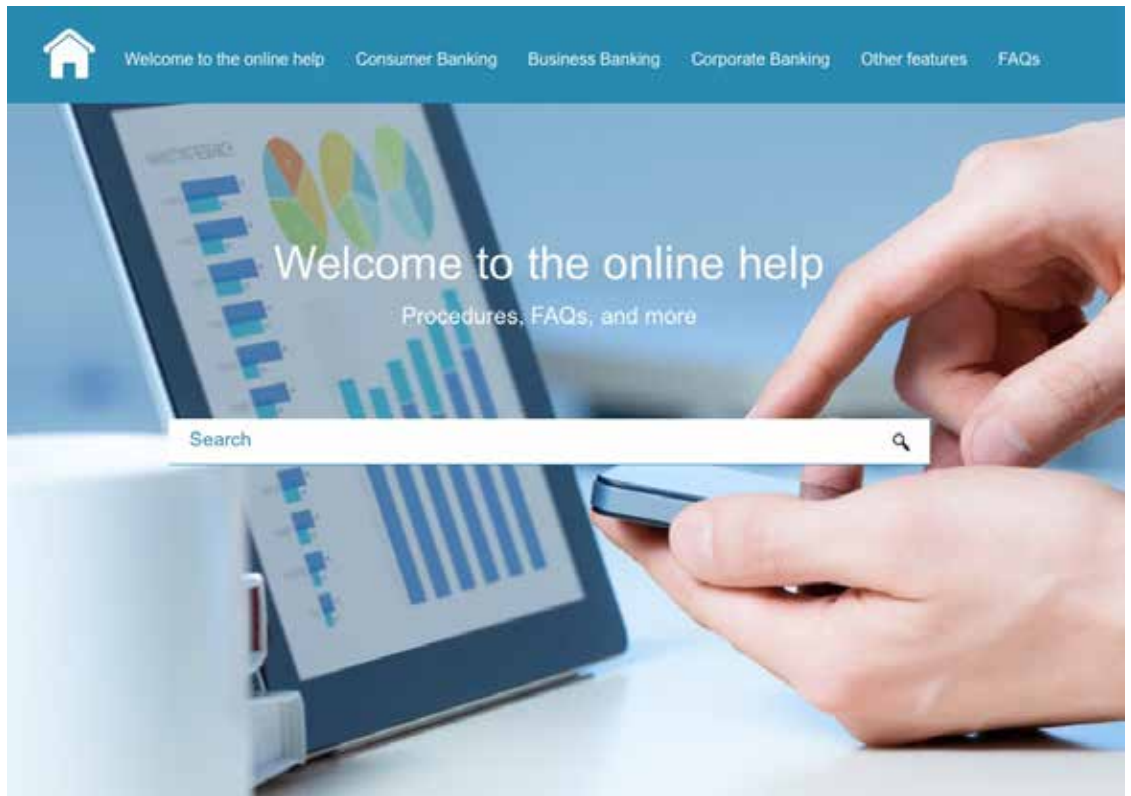 Welcome to the online help Consumer Banking Business Banking Corporate Banking Other features FAQs
Welcome to the online help
Procedures, FAQs, and more
Search